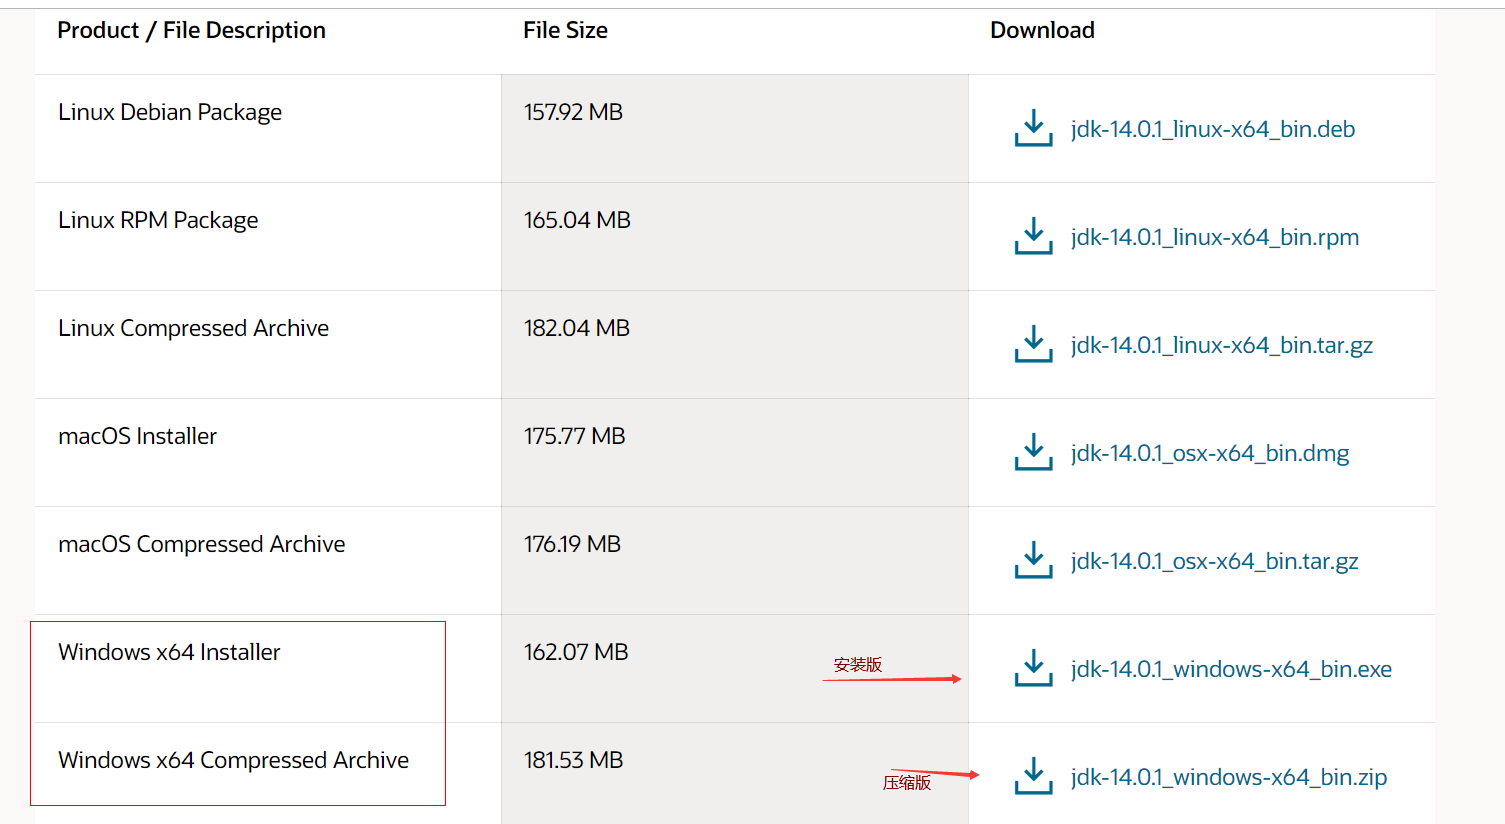 Product / File Description File Size Download
Linux Debian Package 157.92 MB jdk-14.0.1_linux-x64_bin.deb
Linux RPM Package 165.04 MB jdk-14.0.1_linux-x64_bin.rpm
Linux Compressed Archive 182.04 MB jdk-14.0.1_linux-x64_bin.tar.gz
macOS Installer 175.77 MB jdk-14.0.1_osx-x64_bin.dmg
macOS Compressed Archive 176.19 MB jdk-14.0.1_osx-x64_bin.tar.gz
Windows x64 Installer 162.07 MB 安装版 jdk-14.0.1_windows-x64_bin.exe
Windows x64 Compressed Archive 181.53 MB 压缩版 jdk-14.0.1_windows-x64_bin.zip